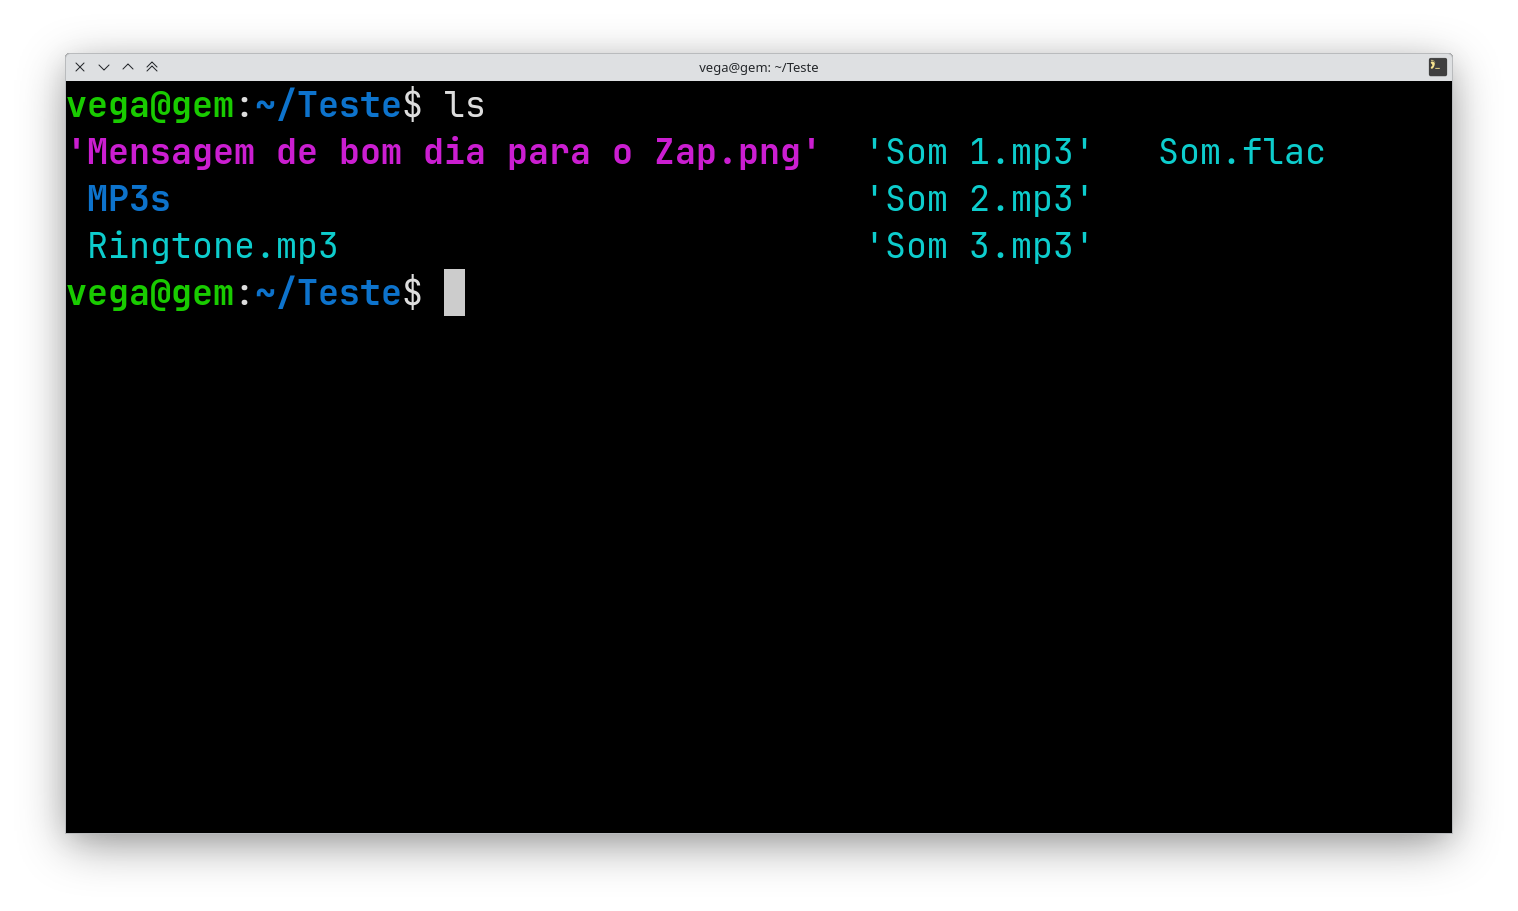 vega@gem: ~/Teste
vega@gem:~/Teste$ ls
'Mensagem de bom dia para o Zap.png'  'Som 1.mp3'   Som.flac
 MP3s                                 'Som 2.mp3'
 Ringtone.mp3                         'Som 3.mp3'
vega@gem:~/Teste$